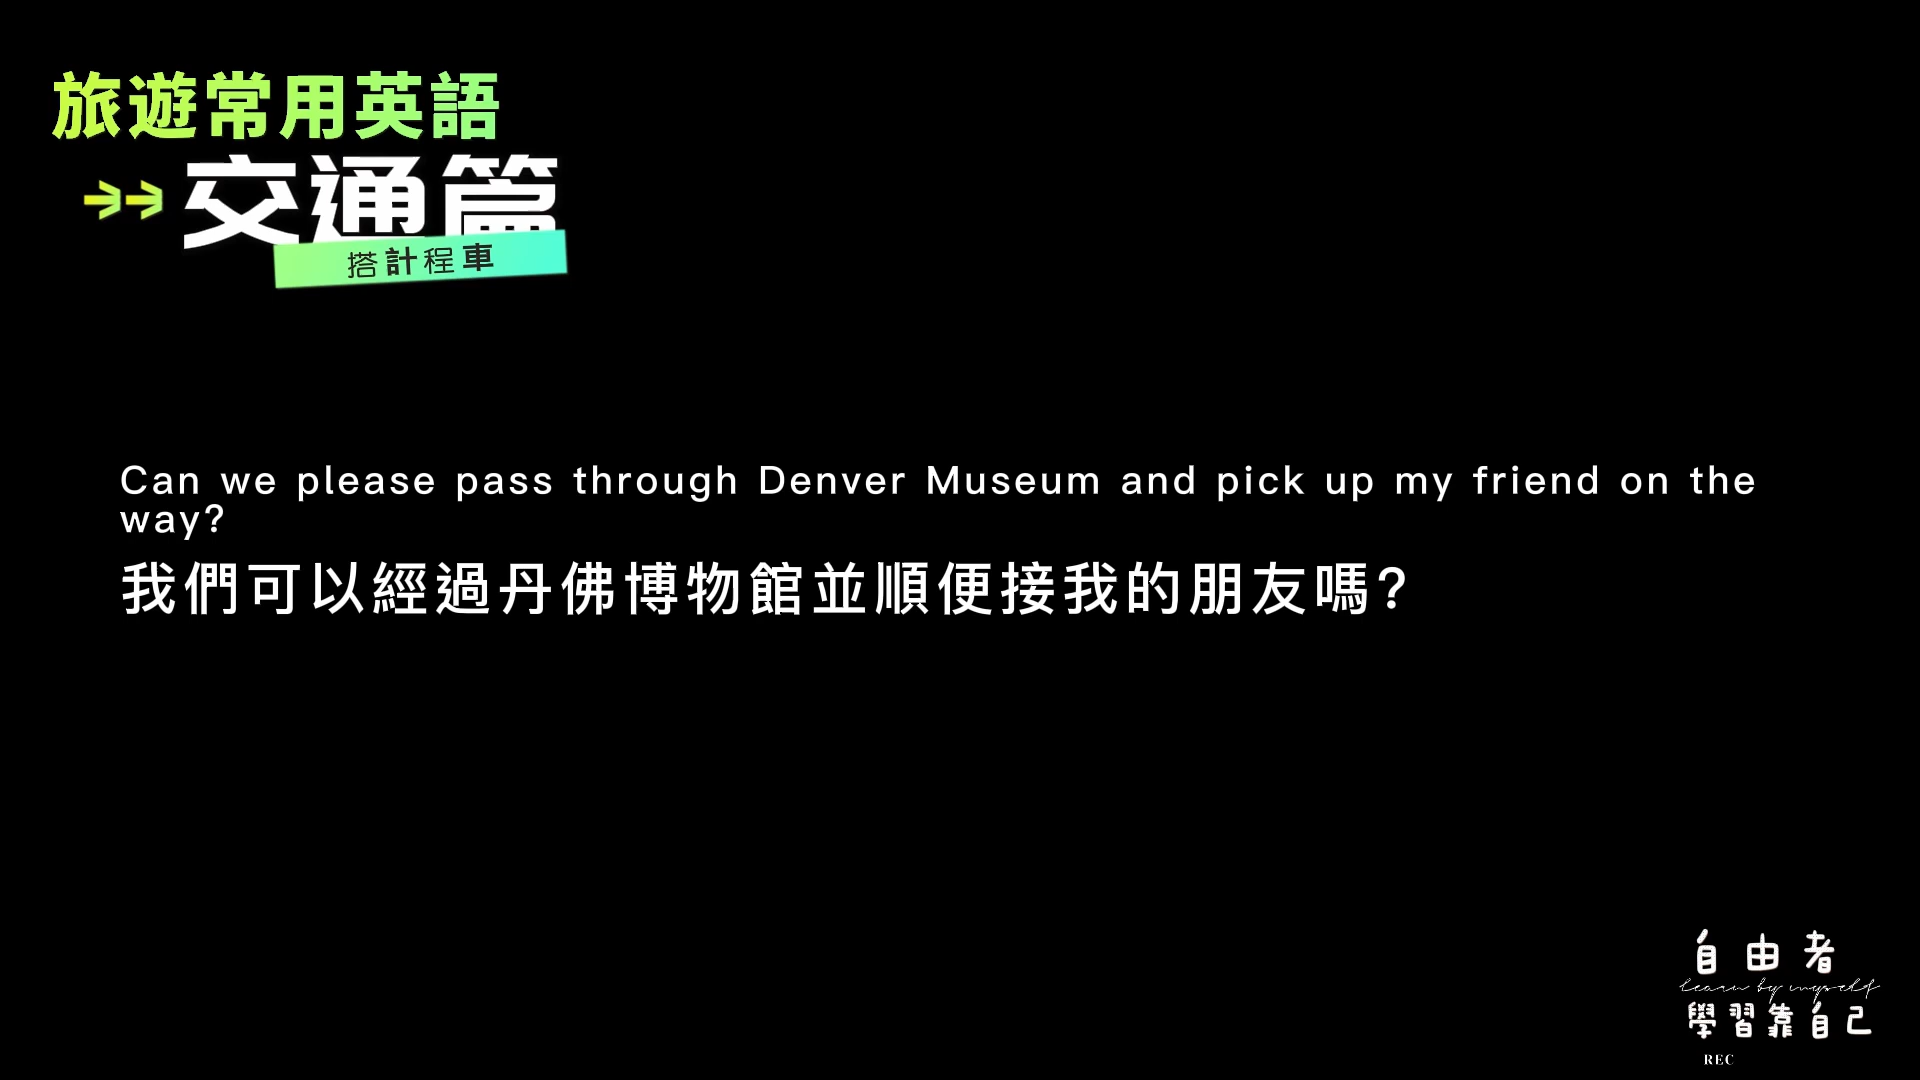 旅遊常用英語
交通篇
搭計程車
Can we please pass through Denver Museum and pick up my friend on the
way?
我們可以經過丹佛博物館並順便接我的朋友嗎?
自由者
learn by myself
學習靠自己
REC